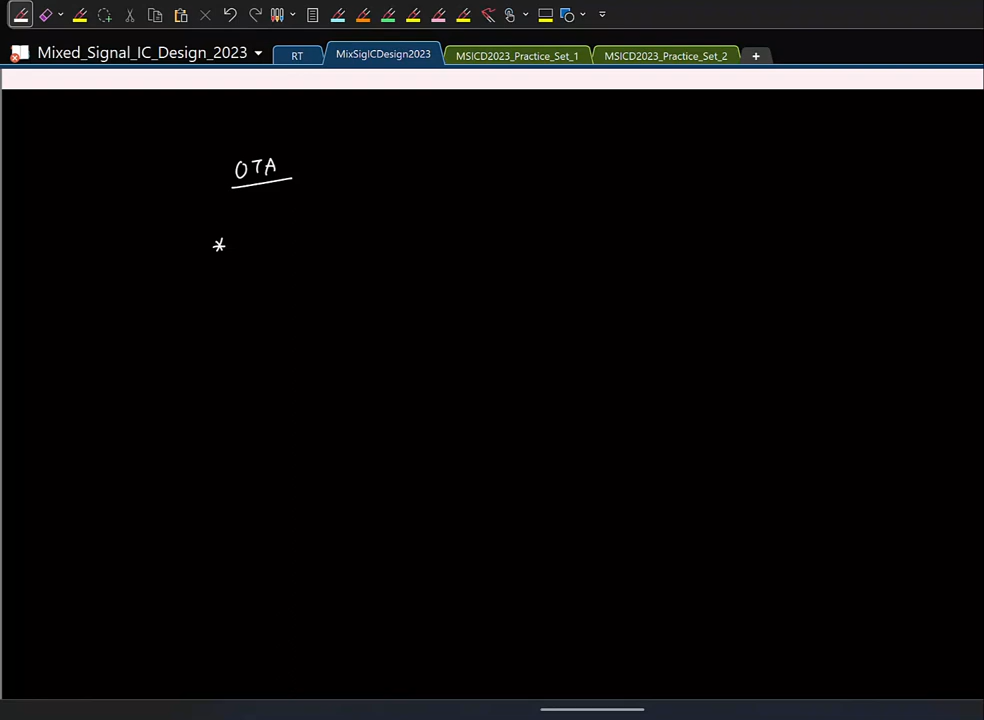 Mixed_Signal_IC_Design_2023 RT MixSigICDesign2023 MSICD2023_Practice_Set_1 MSICD2023_Practice_Set_2 +
OTA
*